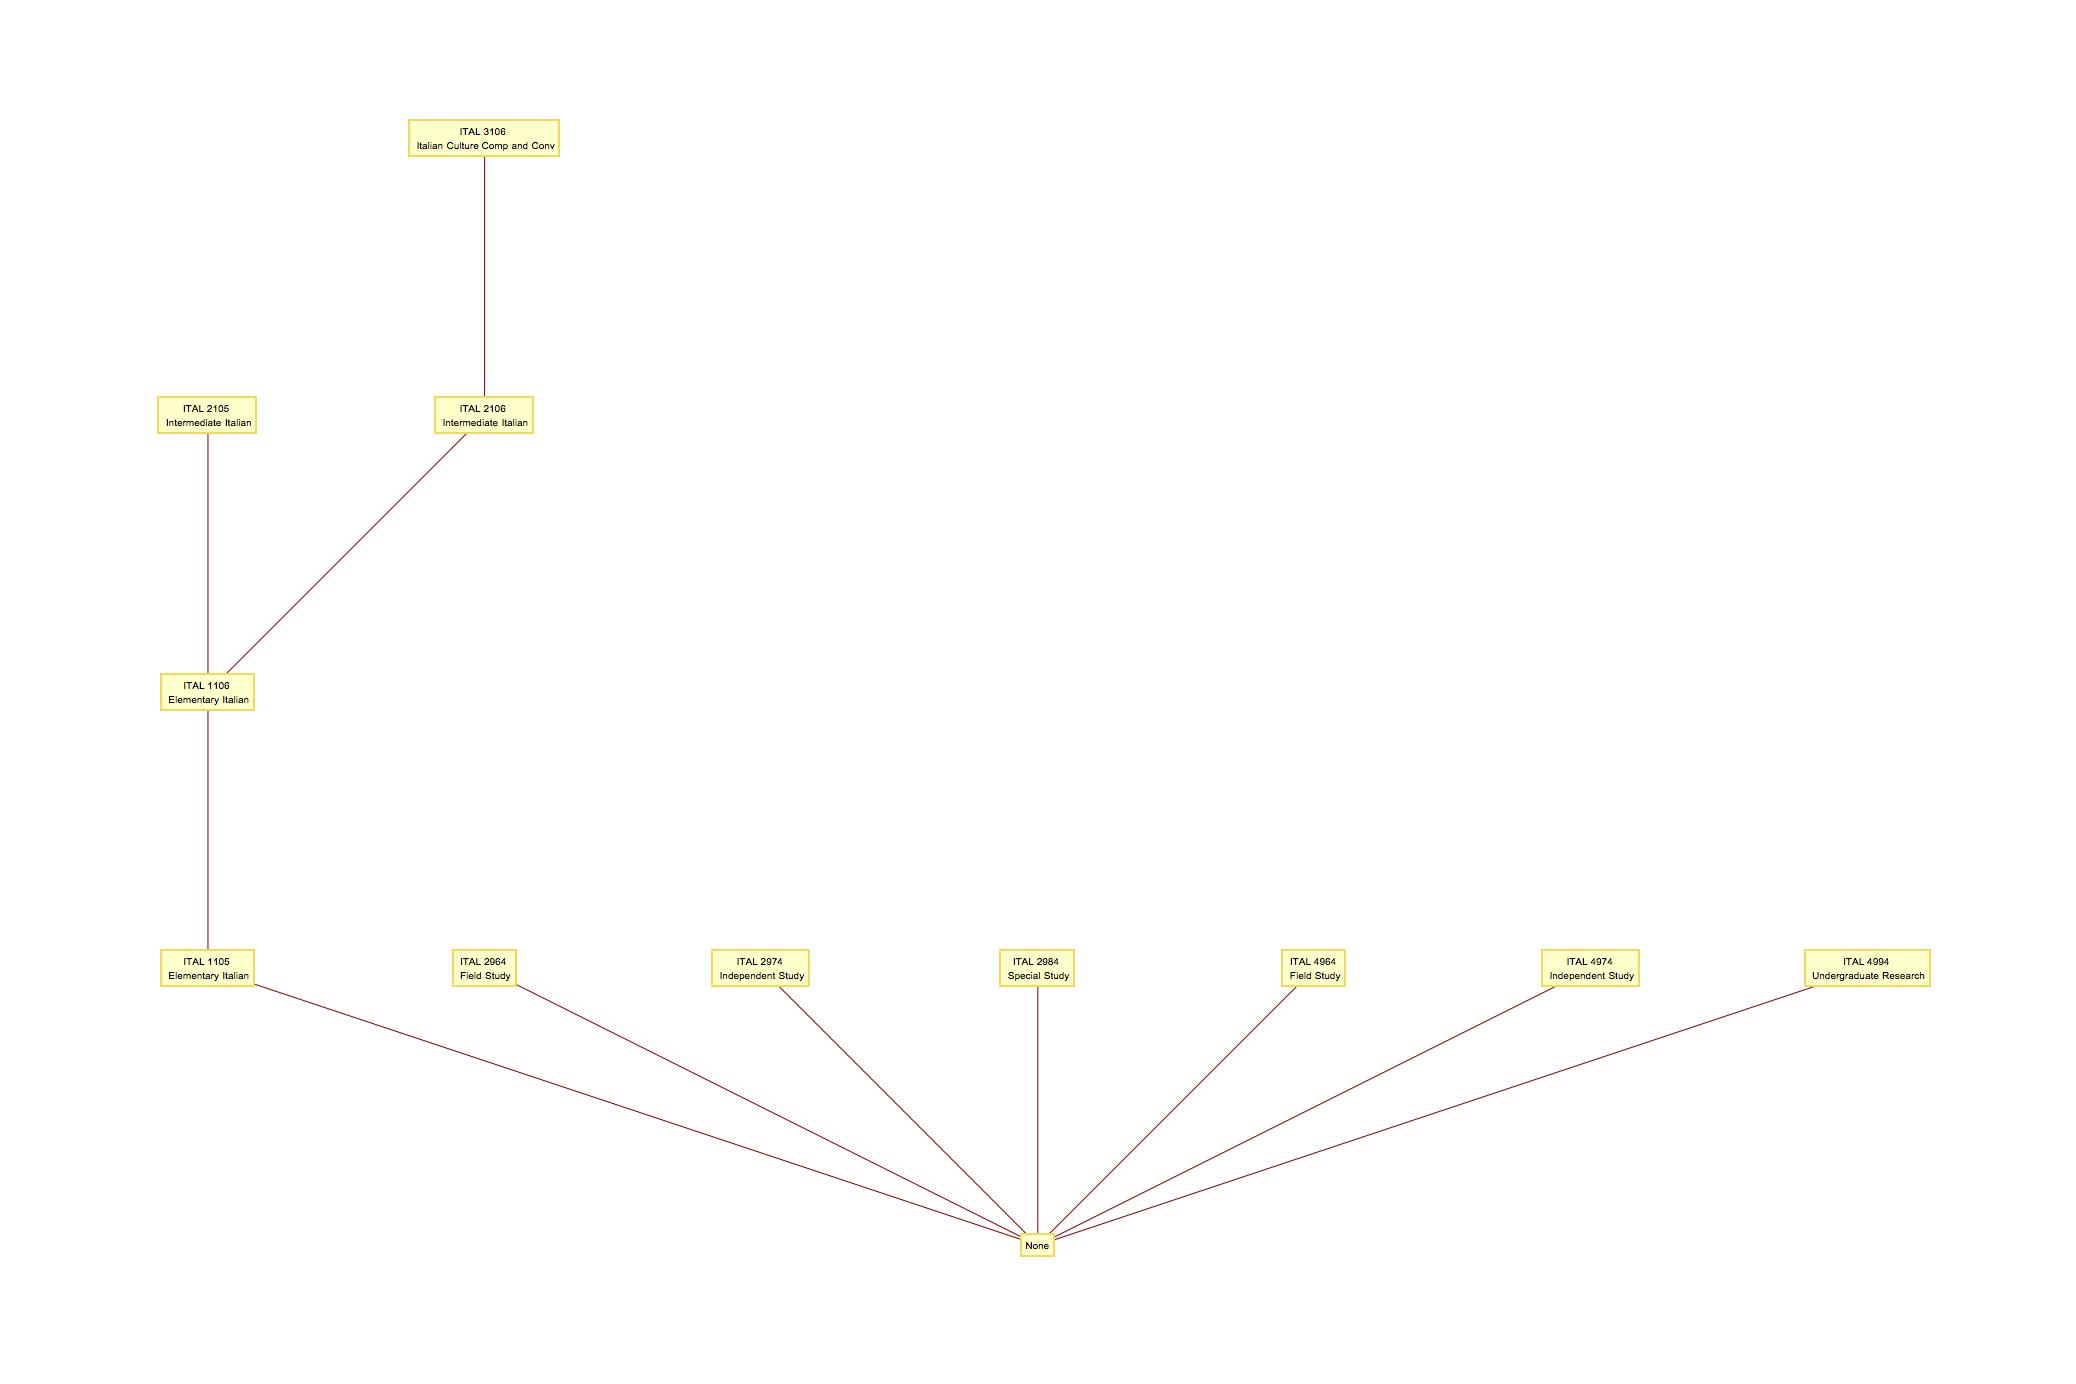 ITAL 3106
Italian Culture Comp and Conv
ITAL 2105
Intermediate Italian
ITAL 2106
Intermediate Italian
ITAL 1106
Elementary Italian
ITAL 1105
Elementary Italian
ITAL 2964
Field Study
ITAL 2974
Independent Study
ITAL 2984
Special Study
ITAL 4964
Field Study
ITAL 4974
Independent Study
ITAL 4994
Undergraduate Research
None